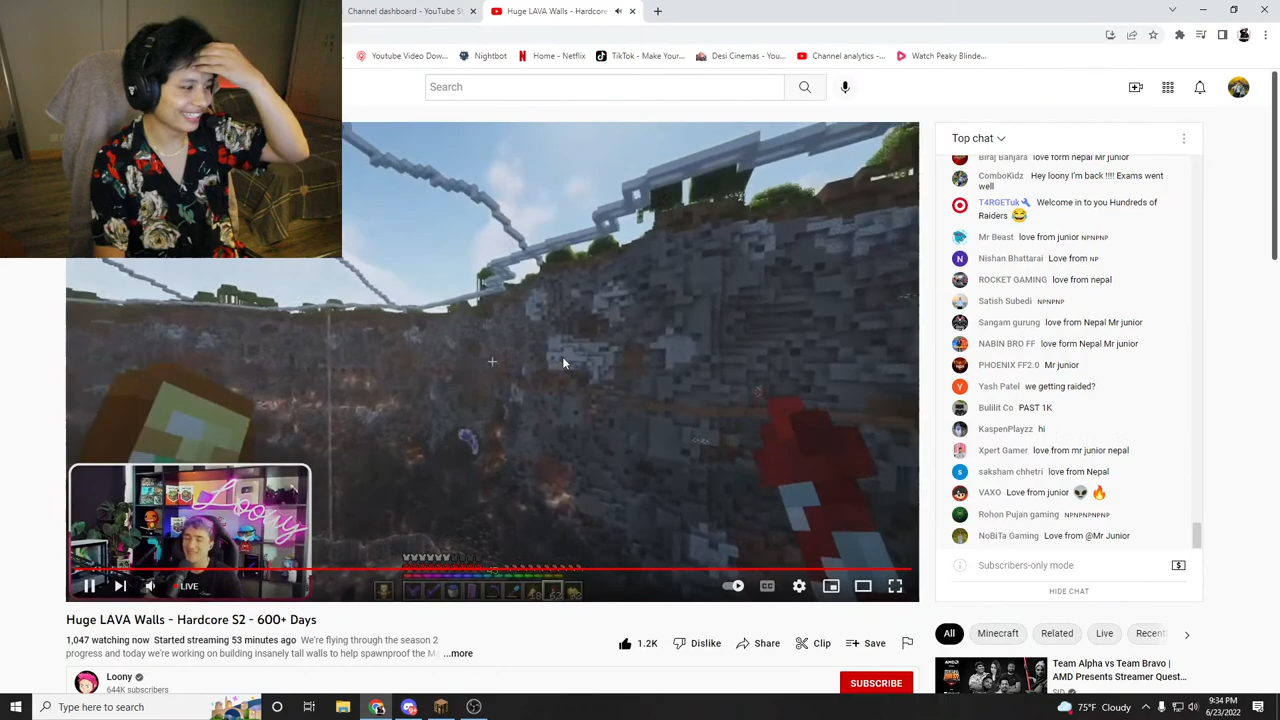 Channel dashboard - YouTube St
Huge LAVA Walls - Hardcore
Youtube Video Dow...
Nightbot
Home - Netflix
TikTok - Make Your...
Desi Cinemas - You...
Channel analytics -...
Watch Peaky Blinde...
Search
Top chat
Biraj Banjara love from nepal Mr junior
ComboKidz Hey loony I'm back !!!! Exams went
well
T4RGETuk Welcome in to you Hundreds of
Raiders 😂
Mr Beast love from junior NPNPNP
Nishan Bhattarai Love from NP
ROCKET GAMING love from nepal
Satish Subedi NPNPNP
Sangam gurung love from Nepal Mr junior
NABIN BRO FF love form Nepal Mr junior
PHOENIX FF2.0 Mr junior
Yash Patel we getting raided?
Bulilit Co PAST 1K
KaspenPlayzz hi
Xpert Gamer love from mr junior nepal
saksham chhetri love from Nepal
VAXO Love from junior 👽 🔥
Rohon Pujan gaming NPNPNPNPNP
NoBiTa Gaming Love from @Mr Junior
Subscribers-only mode
HIDE CHAT
Loony
LIVE
45
Huge LAVA Walls - Hardcore S2 - 600+ Days
1,047 watching now Started streaming 53 minutes ago We're flying through the season 2
progress and today we're working on building insanely tall walls to help spawnproof the M ...more
1.2K
Dislike
Share
Clip
Save
Loony
644K subscribers
SUBSCRIBE
All
Minecraft
Related
Live
Recent
Team Alpha vs Team Bravo |
AMD Presents Streamer Quest...
SID
Type here to search
75°F Cloudy
9:34 PM
6/23/2022